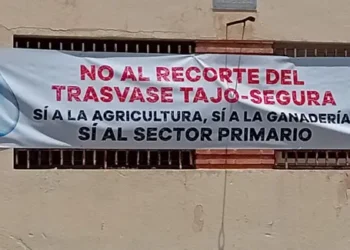 NO AL RECORTE DEL
TRASVASE TAJO-SEGURA
SÍ A LA AGRICULTURA, SÍ A LA GANADERÍA
SÍ AL SECTOR PRIMARIO